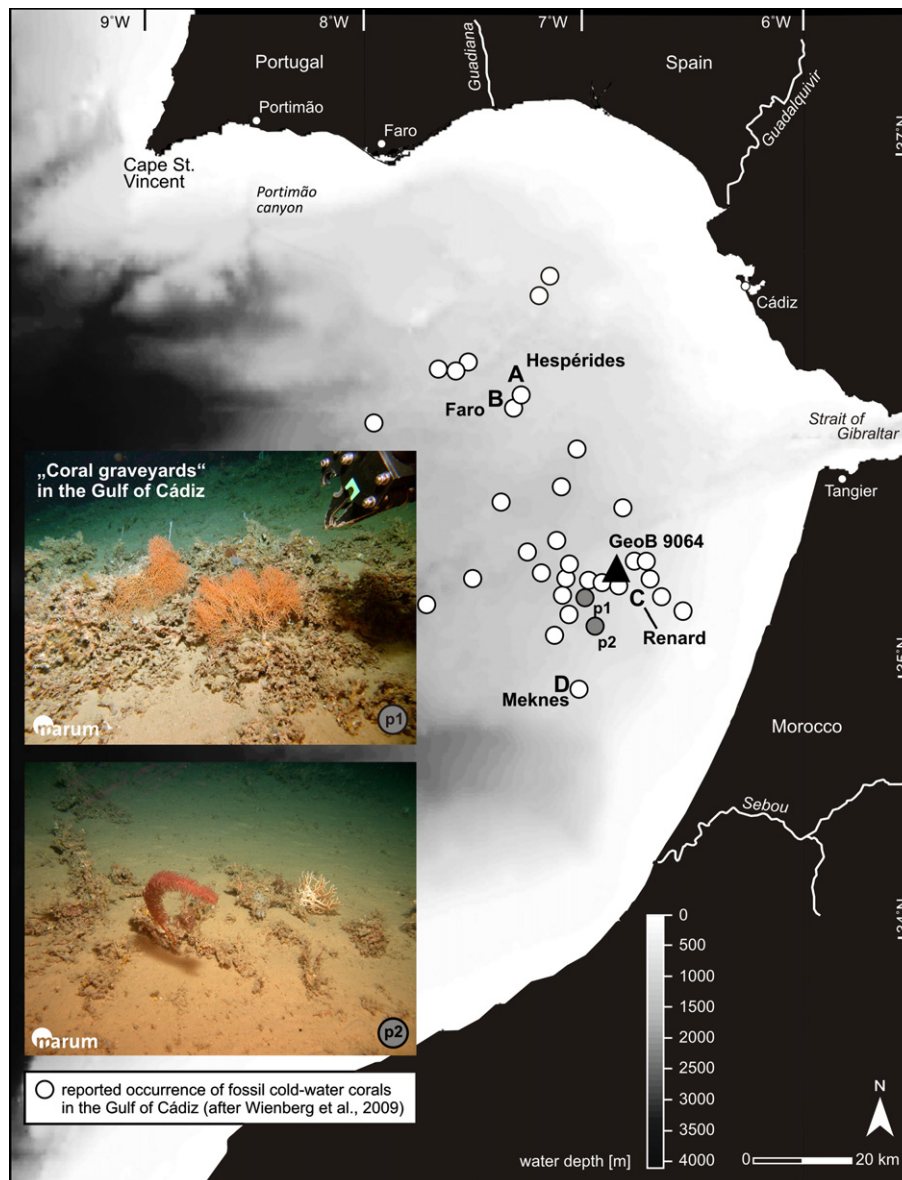 9°W
8°W
7°W
6°W
Portugal
Spain
Guadiana
Guadalquivir
Portimão
Faro
37°N
Cape St.
Vincent
Portimão
canyon
Cádiz
Hespérides
A
B
Faro
Strait of
Gibraltar
Tangier
„Coral graveyards“
in the Gulf of Cádiz
GeoB 9064
p1
C
p2
Renard
35°N
D
Meknes
marum
p1
Morocco
Sebou
34°N
marum
p2
0
500
1000
1500
2000
2500
3000
3500
4000
water depth [m]
reported occurrence of fossil cold-water corals
in the Gulf of Cádiz (after Wienberg et al., 2009)
N
0
20 km